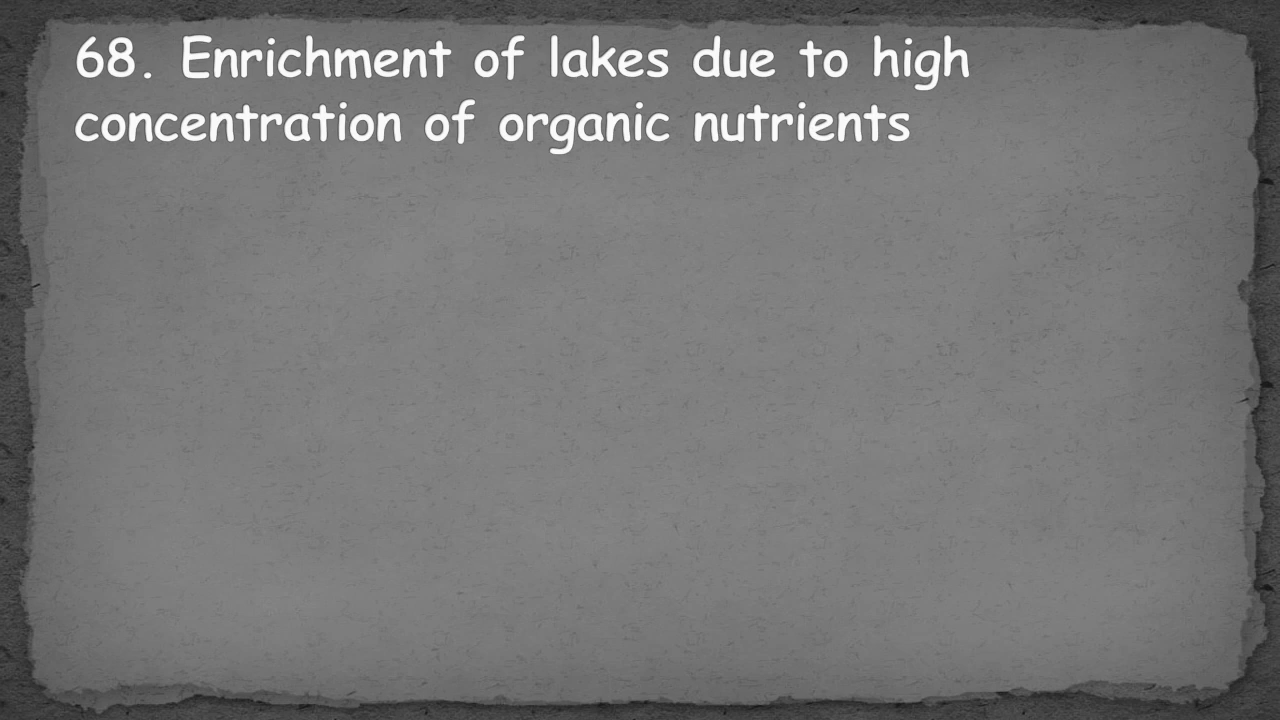 68. Enrichment of lakes due to high
concentration of organic nutrients